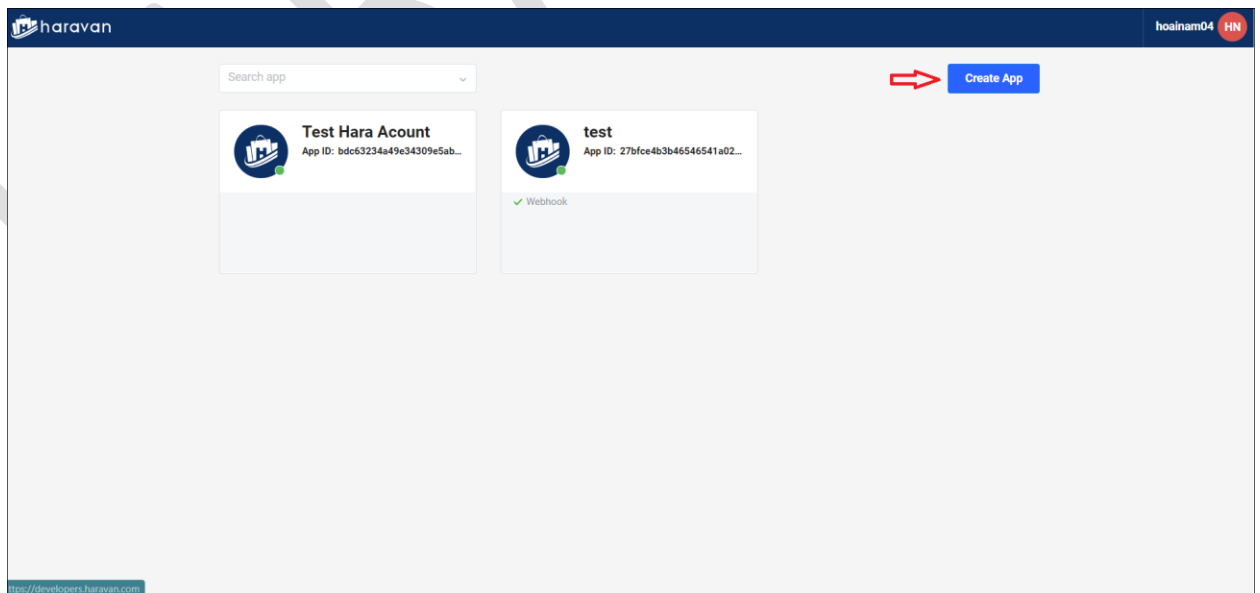 haravan
hoainam04 HN
Search app
Create App
Test Hara Acount
App ID: bdc63234a49e34309e5ab...
test
App ID: 27bfce4b3b46546541a02...
Webhook
ttps://developers.haravan.com